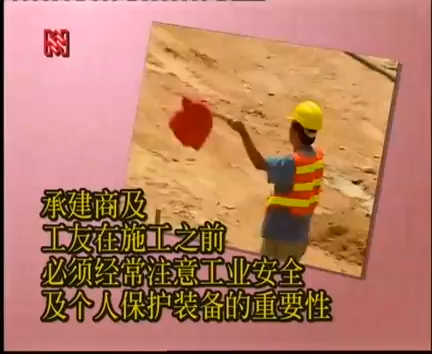 承建商及
工友在施工之前
必须经常注意工业安全
及个人保护装备的重要性